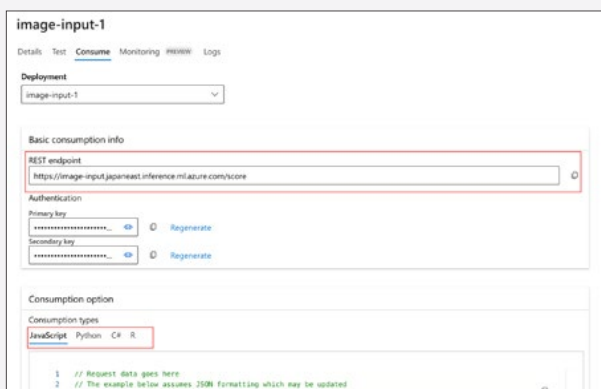 image-input-1
Details Test Consume Monitoring PREVIEW Logs
Deployment
image-input-1
Basic consumption info
REST endpoint
https://image-input.japaneast.inference.ml.azure.com/score
Authentication
Primary key
•••••••••••••••••••••••... Regenerate
Secondary key
•••••••••••••••••••••••... Regenerate
Consumption option
Consumption types
JavaScript Python C# R
1 // Request data goes here
2 // The example below assumes JSON formatting which may be updated